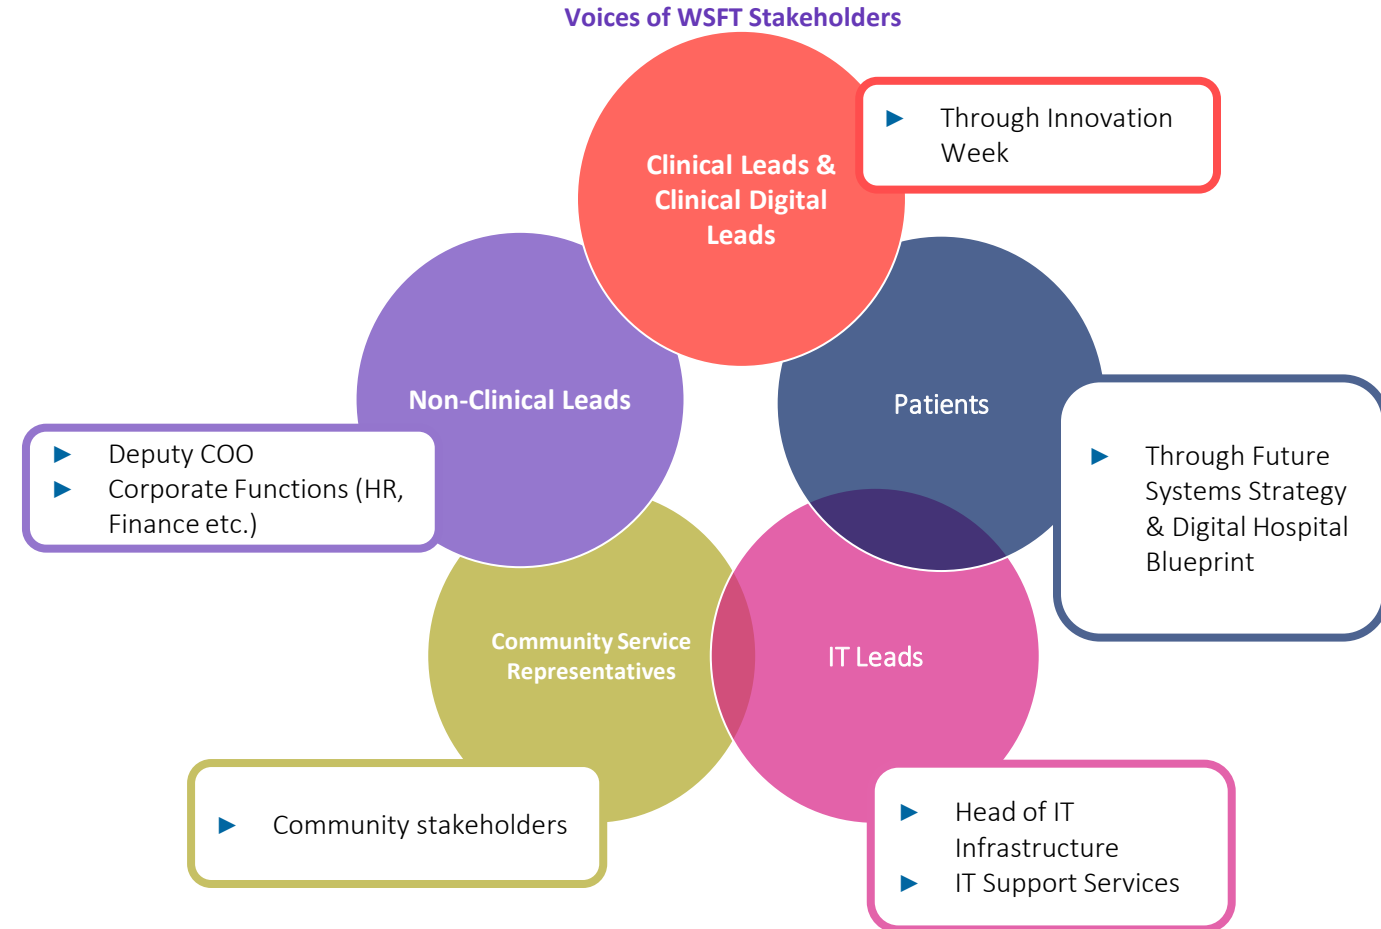 Voices of WSFT Stakeholders
Clinical Leads &
Clinical Digital
Leads
► Through Innovation
Week
Non-Clinical Leads
► Deputy COO
► Corporate Functions (HR,
Finance etc.)
Patients
► Through Future
Systems Strategy
& Digital Hospital
Blueprint
Community Service
Representatives
► Community stakeholders
IT Leads
► Head of IT
Infrastructure
► IT Support Services